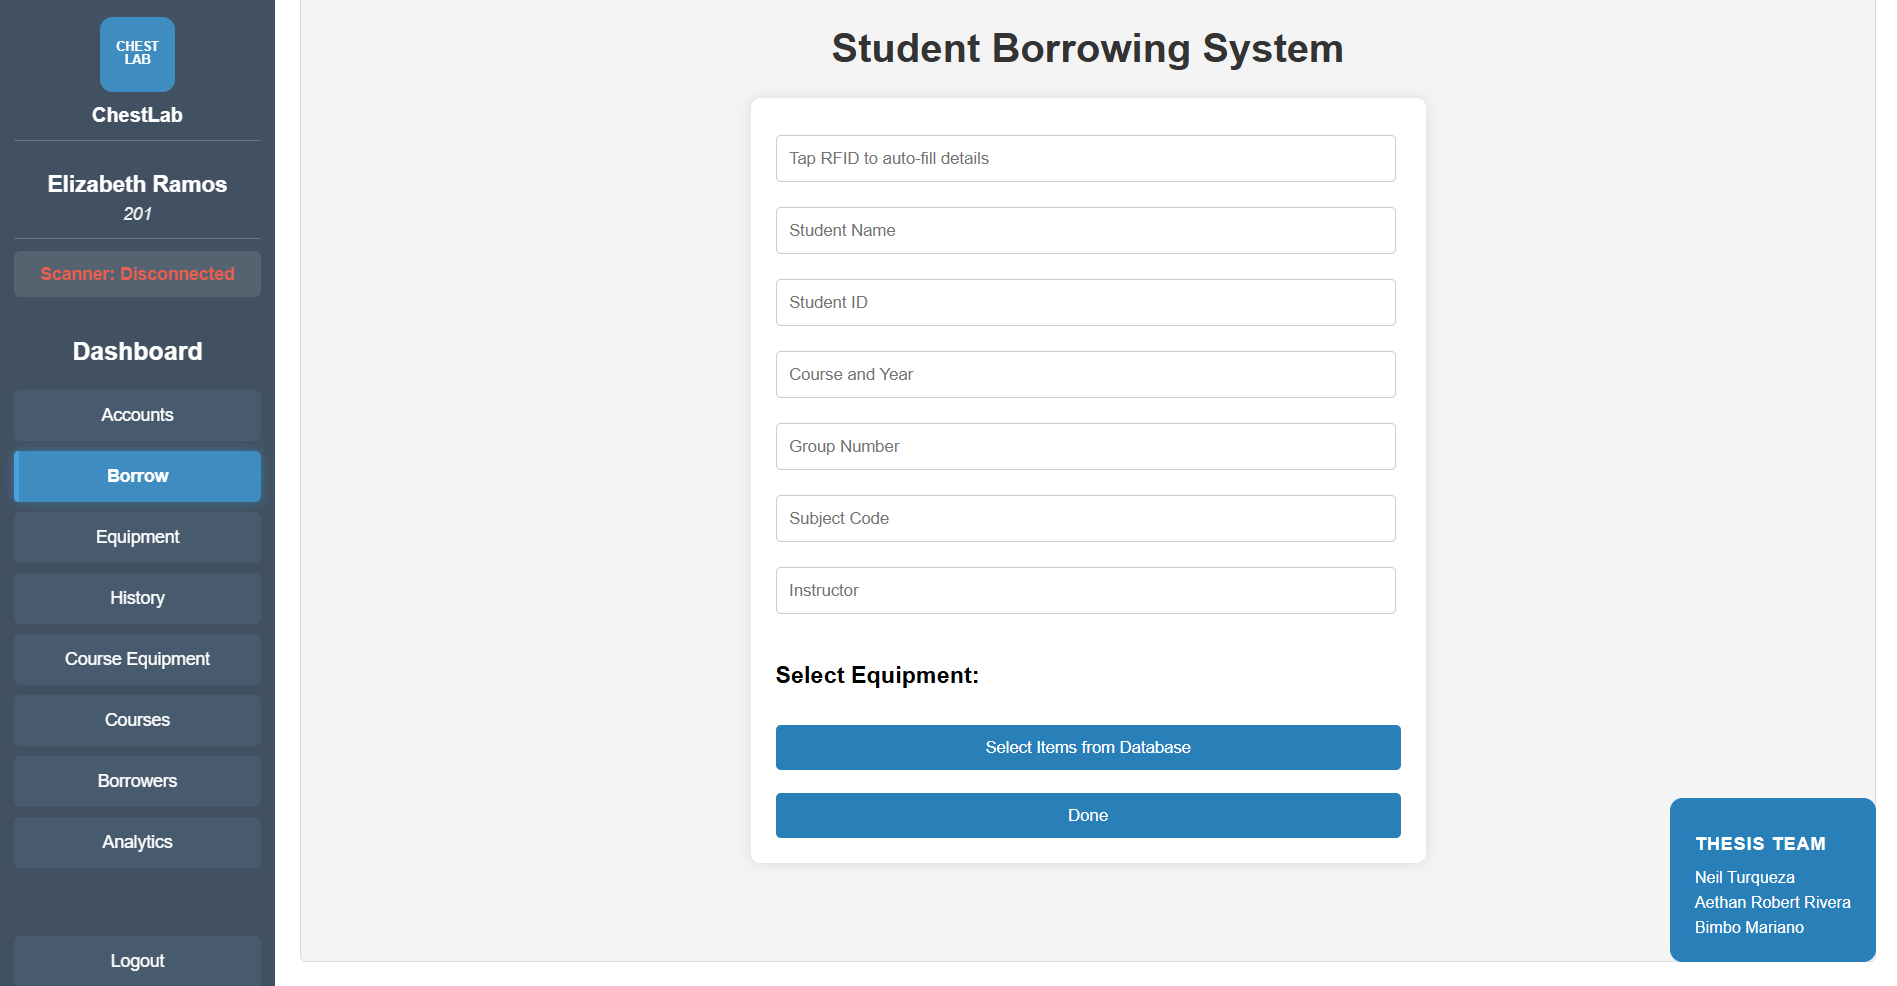 CHEST
LAB
ChestLab
Elizabeth Ramos
201
Scanner: Disconnected
Dashboard
Accounts
Borrow
Equipment
History
Course Equipment
Courses
Borrowers
Analytics
Logout
Student Borrowing System
Tap RFID to auto-fill details
Student Name
Student ID
Course and Year
Group Number
Subject Code
Instructor
Select Equipment:
Select Items from Database
Done
THESIS TEAM
Neil Turqueza
Aethan Robert Rivera
Bimbo Mariano